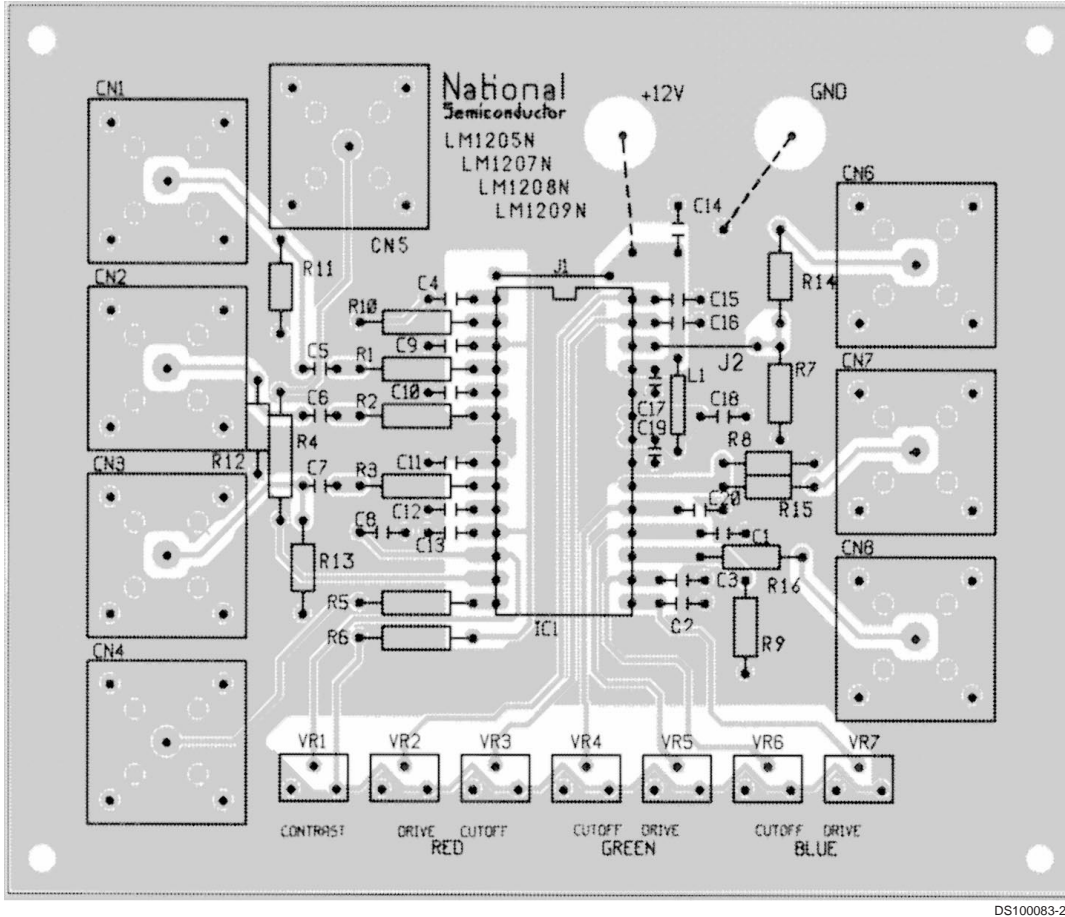 National
Semiconductor
LM1205N
LM1207N
LM1208N
LM1209N
+12V
GND
CN1
CN5
CN6
C14
R11
CN2
C4
J1
R14
R10
C15
C16
C9
C5
R1
J2
L1
R7
CN7
C10
C6
R2
C17
C18
C19
R4
R8
R12
CN3
C7
R3
C11
C20
R15
C12
C8
C13
C1
R13
R16
CN8
C3
R5
C2
IC1
R6
R9
CN4
VR1
VR2
VR3
VR4
VR5
VR6
VR7
CONTRAST
DRIVE
CUTOFF
CUTOFF
DRIVE
CUTOFF
DRIVE
RED
GREEN
BLUE
DS100083-2